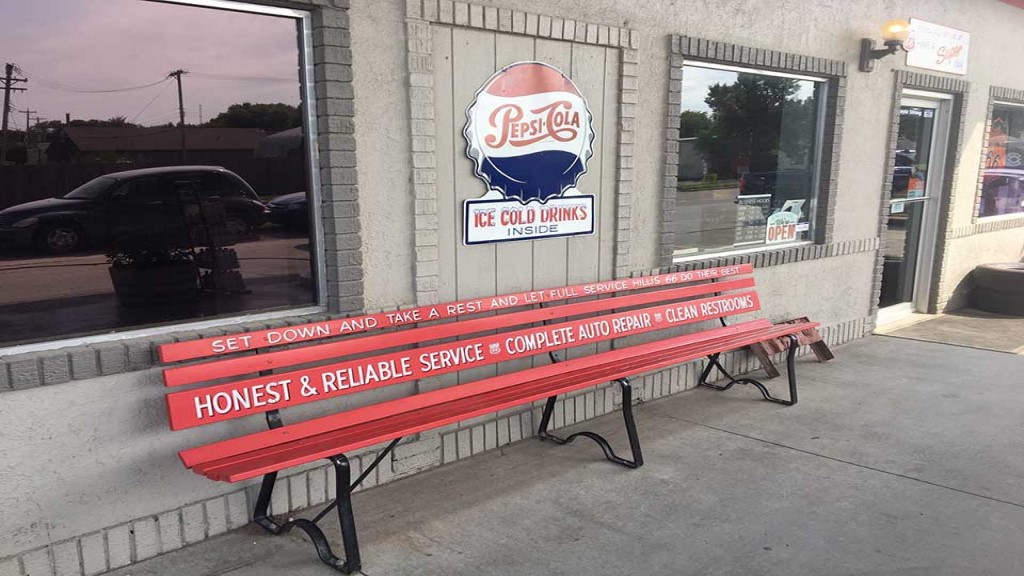 PEPSI-COLA
ICE COLD DRINKS
INSIDE
OPEN
SET DOWN AND TAKE A REST AND LET FULL SERVICE HILL'S 66 DO THEIR BEST
HONEST & RELIABLE SERVICE COMPLETE AUTO REPAIR CLEAN RESTROOMS